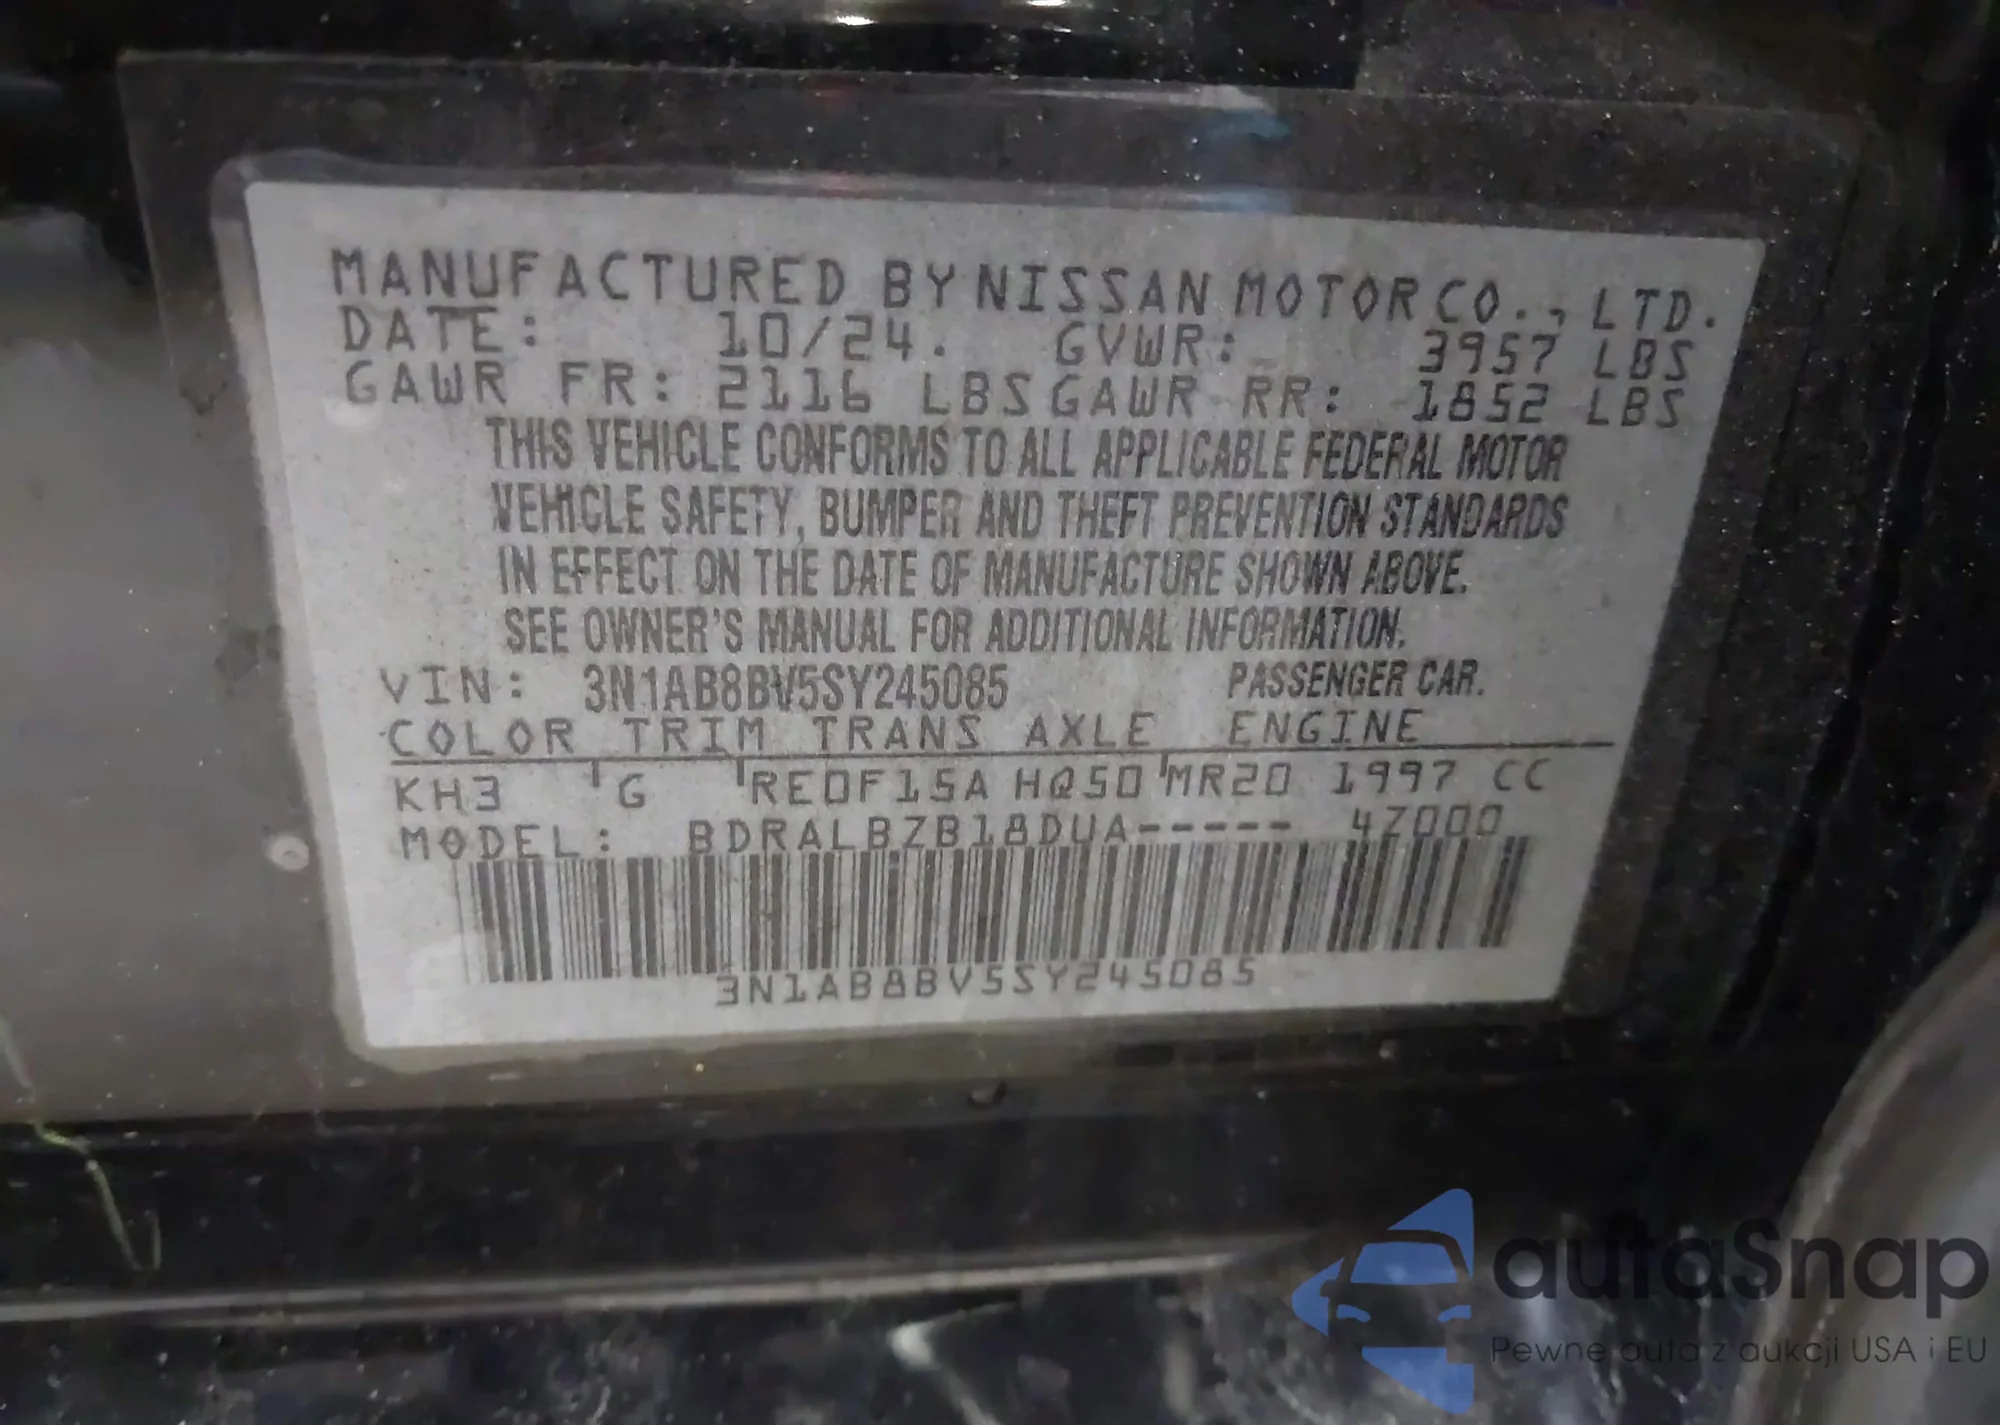 MANUFACTURED BY NISSAN MOTOR CO., LTD.
DATE: 10/24. GVWR: 3957 LBS
GAWR FR: 2116 LBS GAWR RR: 1852 LBS
THIS VEHICLE CONFORMS TO ALL APPLICABLE FEDERAL MOTOR
VEHICLE SAFETY, BUMPER AND THEFT PREVENTION STANDARDS
IN EFFECT ON THE DATE OF MANUFACTURE SHOWN ABOVE.
SEE OWNER'S MANUAL FOR ADDITIONAL INFORMATION.
VIN: 3N1AB8BV5SY245085 PASSENGER CAR.
COLOR TRIM TRANS AXLE ENGINE
KH3 G RE0F15A HQ50 MR20 1997 CC
MODEL: BDRALBZB18DUA----- 4Z000
3N1AB8BV5SY245085
autaSnap
Pewne auta z aukcji USA i EU